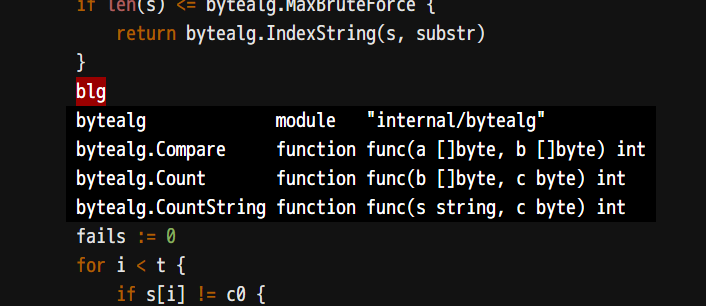 if len(s) <= bytealg.MaxBruteForce {
return bytealg.IndexString(s, substr)
}
blg
bytealg module "internal/bytealg"
bytealg.Compare function func(a []byte, b []byte) int
bytealg.Count function func(b []byte, c byte) int
bytealg.CountString function func(s string, c byte) int
fails := 0
for i < t {
if s[i] != c0 {